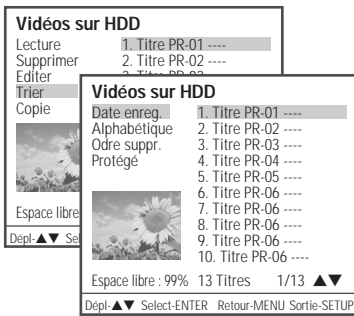 Vidéos sur HDD
Lecture 1. Titre PR-01 ----
Supprimer 2. Titre PR-02 ----
Editer
Trier
Copie
Espace libre
Dépl-▲▼ Sel
Vidéos sur HDD
Date enreg. 1. Titre PR-01 ----
Alphabétique 2. Titre PR-02 ----
Odre suppr. 3. Titre PR-03 ----
Protégé 4. Titre PR-04 ----
5. Titre PR-05 ----
6. Titre PR-06 ----
7. Titre PR-06 ----
8. Titre PR-06 ----
9. Titre PR-06 ----
10. Titre PR-06 ----
Espace libre : 99% 13 Titres 1/13 ▲▼
Dépl-▲▼ Select-ENTER Retour-MENU Sortie-SETUP